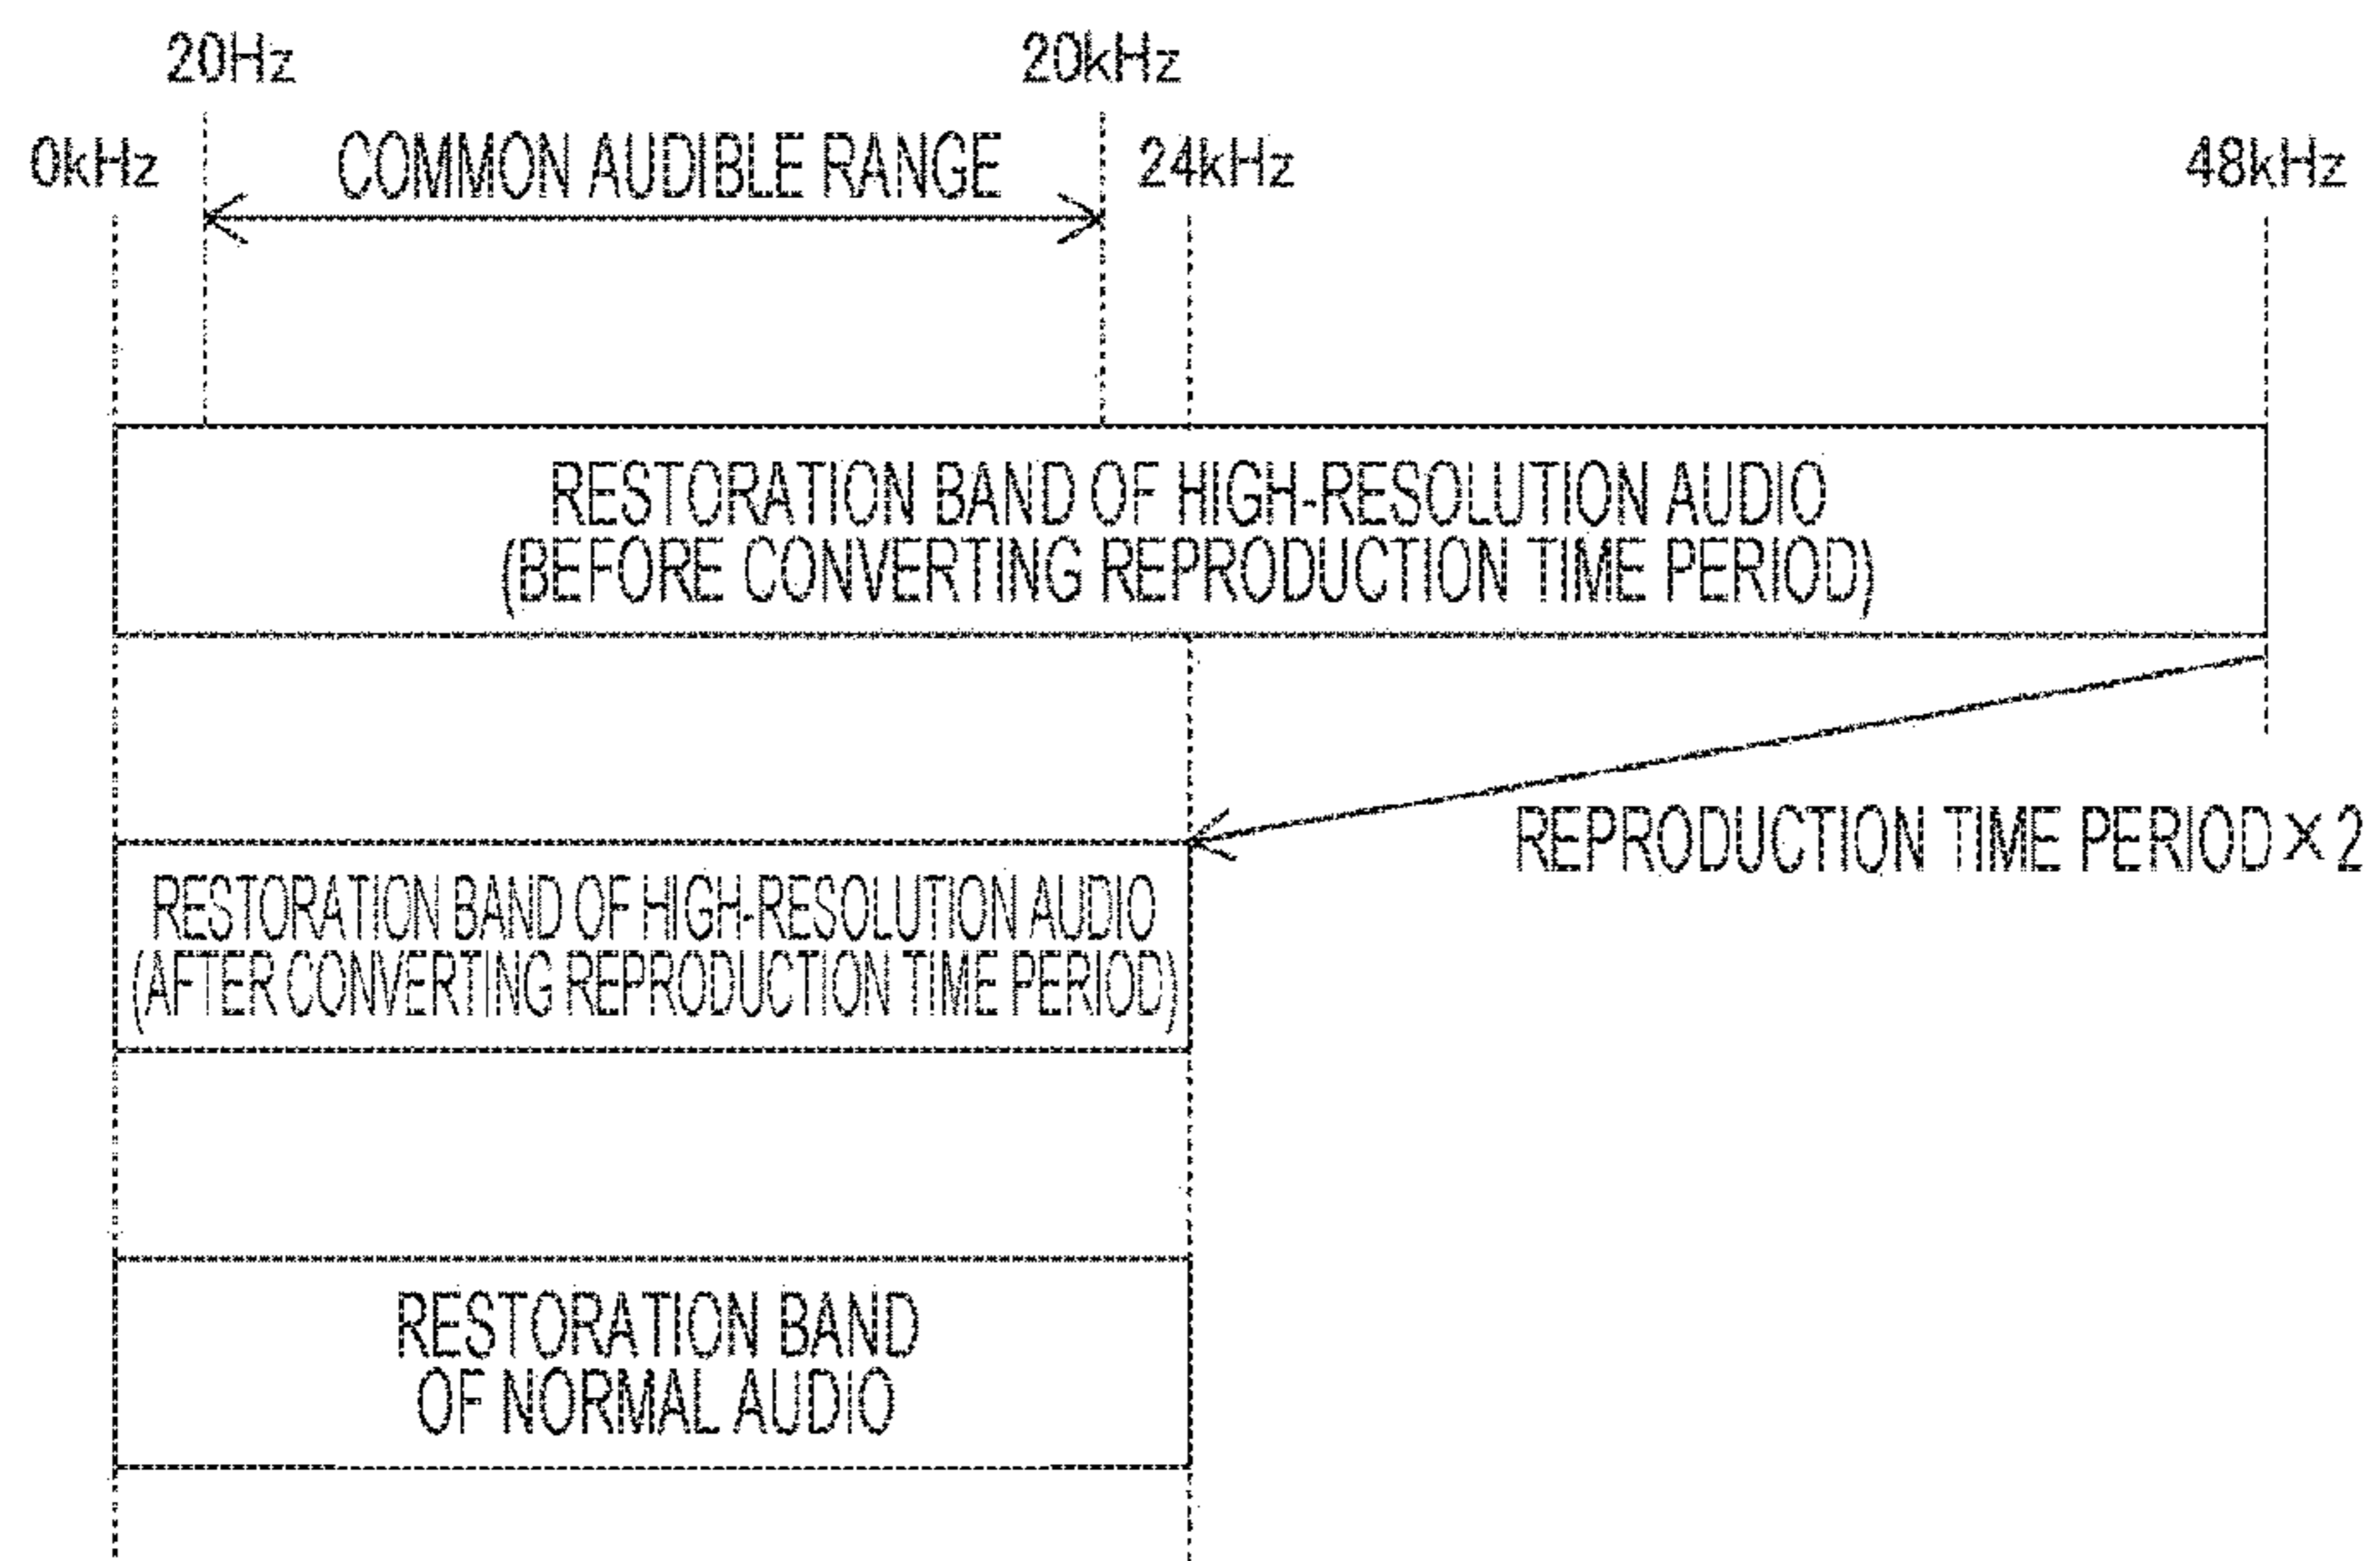 20Hz 20kHz
0kHz COMMON AUDIBLE RANGE 24kHz 48kHz
RESTORATION BAND OF HIGH-RESOLUTION AUDIO
(BEFORE CONVERTING REPRODUCTION TIME PERIOD)
REPRODUCTION TIME PERIOD×2
RESTORATION BAND OF HIGH-RESOLUTION AUDIO
(AFTER CONVERTING REPRODUCTION TIME PERIOD)
RESTORATION BAND
OF NORMAL AUDIO